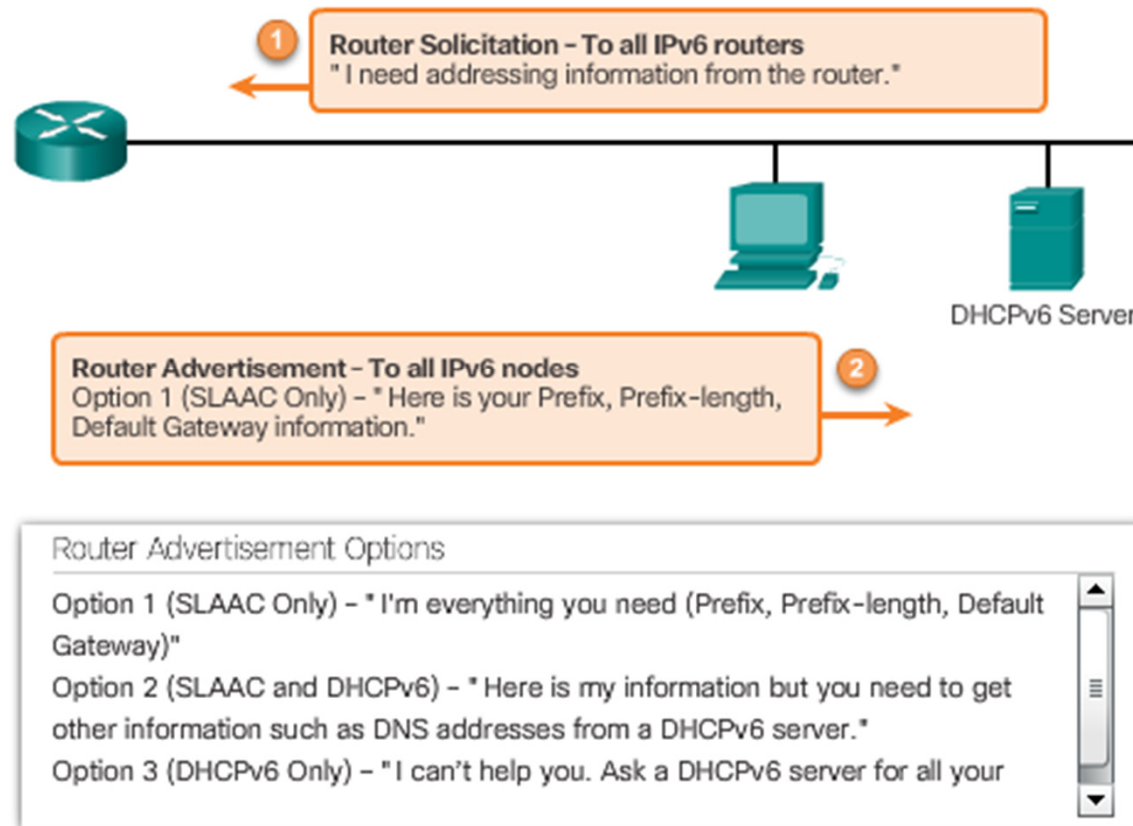 1
Router Solicitation - To all IPv6 routers
"I need addressing information from the router."
DHCPv6 Server
Router Advertisement - To all IPv6 nodes
Option 1 (SLAAC Only) - "Here is your Prefix, Prefix-length,
Default Gateway information."
2
Router Advertisement Options
Option 1 (SLAAC Only) - "I'm everything you need (Prefix, Prefix-length, Default
Gateway)"
Option 2 (SLAAC and DHCPv6) - "Here is my information but you need to get
other information such as DNS addresses from a DHCPv6 server."
Option 3 (DHCPv6 Only) - "I can't help you. Ask a DHCPv6 server for all your